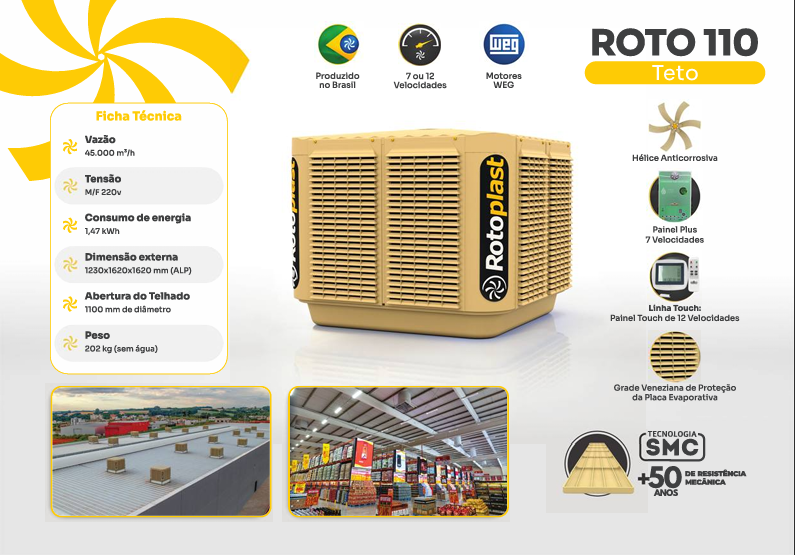 ROTO 110
Teto
Produzido
no Brasil
7 ou 12
Velocidades
WEG
Motores
WEG
Ficha Técnica
Vazão
45.000 m³/h
Tensão
M/F 220v
Consumo de energia
1,47 kWh
Dimensão externa
1230x1620x1620 mm (ALP)
Abertura do Telhado
1100 mm de diâmetro
Peso
202 kg (sem água)
Rotoplast
Rotoplast
Hélice Anticorrosiva
Painel Plus
7 Velocidades
Linha Touch:
Painel Touch de 12 Velocidades
Grade Veneziana de Proteção
da Placa Evaporativa
TECNOLOGIA
SMC
+50
ANOS
DE RESISTÊNCIA
MECÂNICA